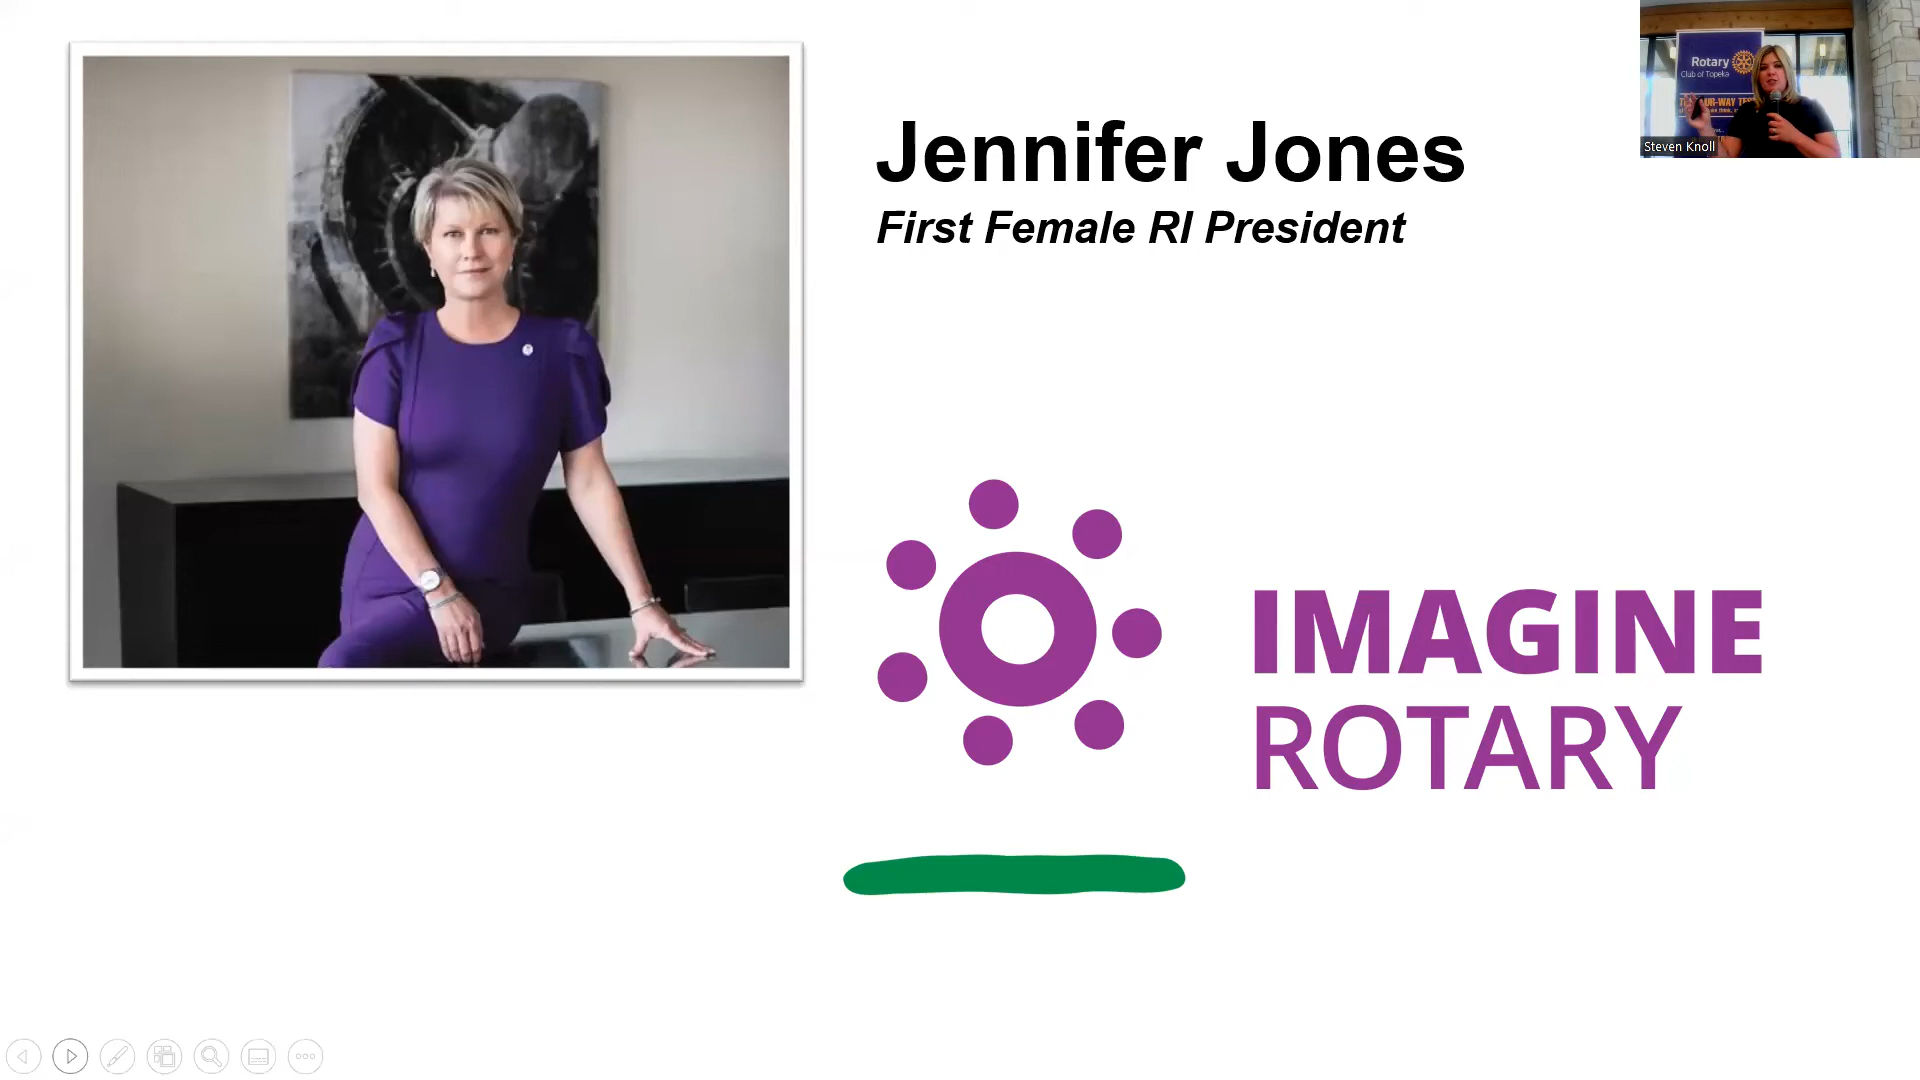 Jennifer Jones
First Female RI President
IMAGINE
ROTARY
Rotary
Club of Topeka
Steven Knoll